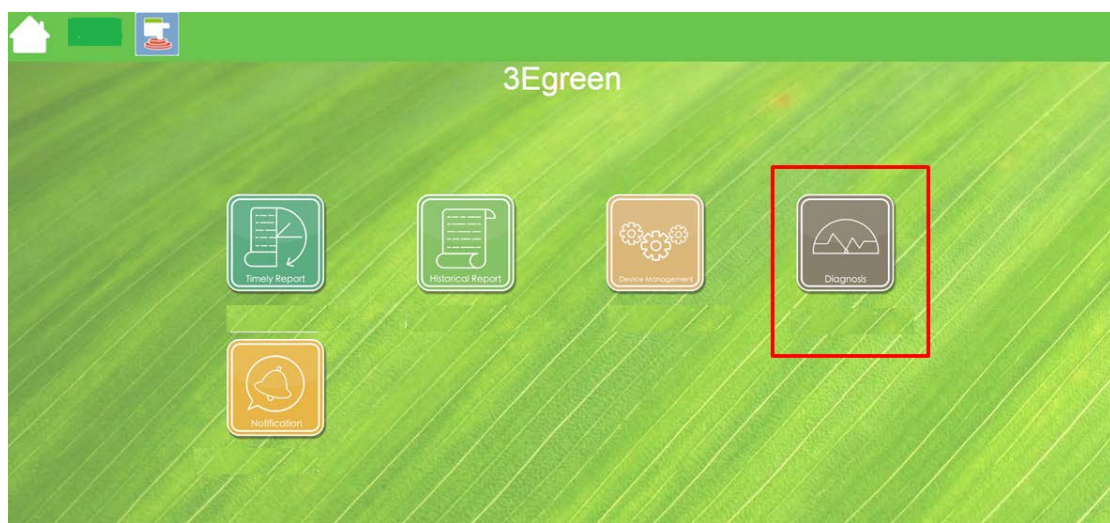 3Egreen
Timely Report
Historical Report
Device Management
Diagnosis
Notification